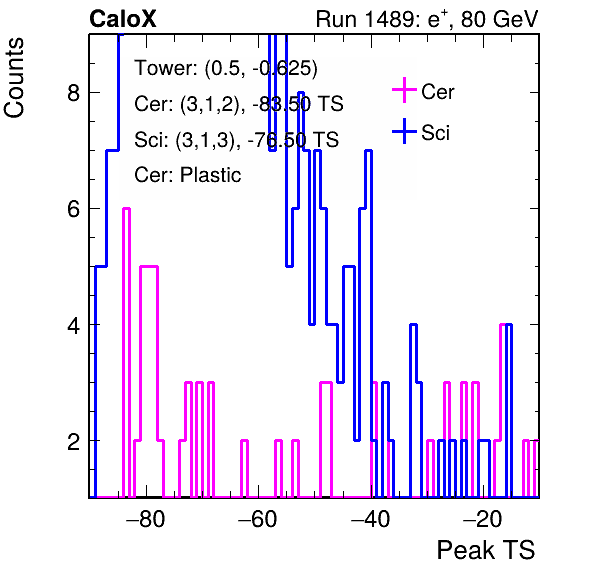 CaloX
Run 1489: e⁺, 80 GeV
Counts
Tower: (0.5, -0.625)
Cer: (3,1,2), -83.50 TS
Sci: (3,1,3), -76.50 TS
Cer: Plastic
Cer
Sci
8
6
4
2
−80
−60
−40
−20
Peak TS